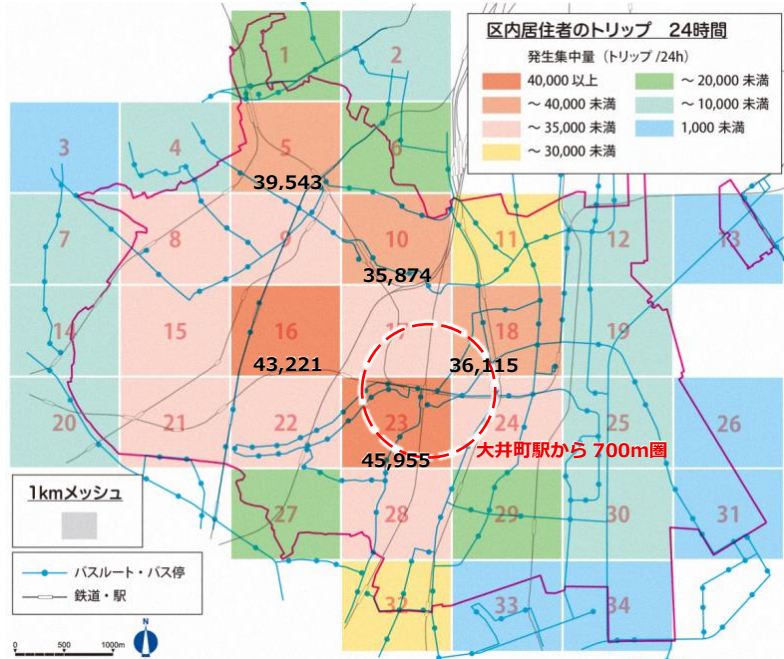 区内居住者のトリップ 24時間
発生集中量（トリップ /24h）
40,000 以上
～ 40,000 未満
～ 35,000 未満
～ 30,000 未満
～ 20,000 未満
～ 10,000 未満
1,000 未満
1
2
3
4
5
6
39,543
7
8
9
10
11
12
13
35,874
14
15
16
17
18
19
43,221
36,115
20
21
22
23
24
25
26
45,955
大井町駅から 700m圏
1kmメッシュ
27
28
29
30
31
バスルート・バス停
鉄道・駅
32
33
34
N
0 500 1000m